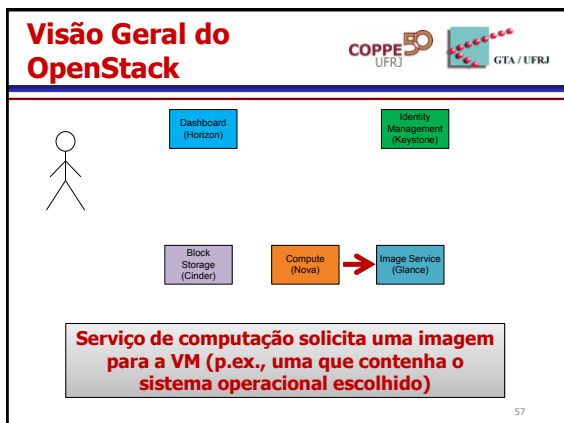 Visão Geral do
OpenStack
COPPE 50
UFRJ
GTA / UFRJ
Dashboard
(Horizon)
Identity
Management
(Keystone)
Block
Storage
(Cinder)
Compute
(Nova)
Image Service
(Glance)
Serviço de computação solicita uma imagem
para a VM (p.ex., uma que contenha o
sistema operacional escolhido)
57